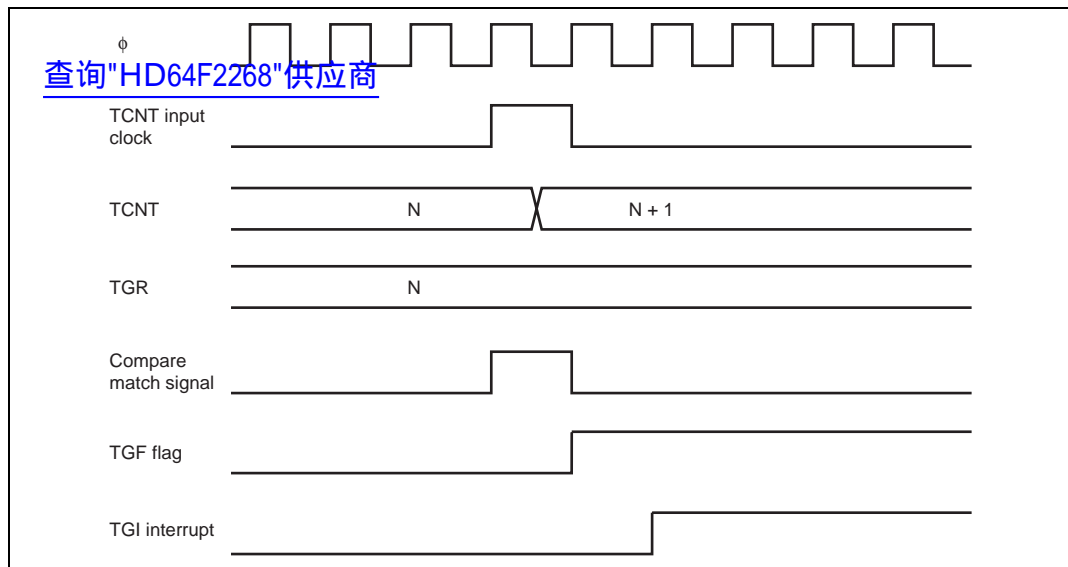 ϕ
查询"HD64F2268"供应商
TCNT input
clock
TCNT
N
N + 1
TGR
N
Compare
match signal
TGF flag
TGI interrupt